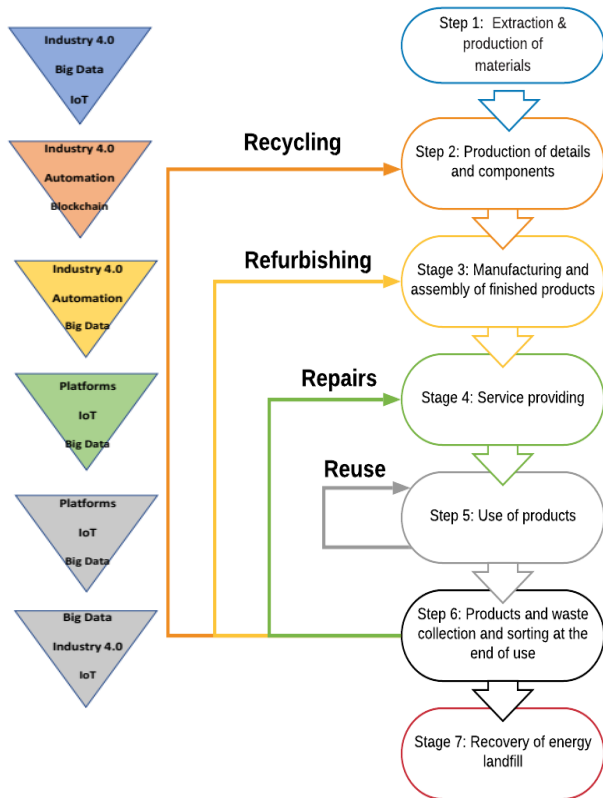 Industry 4.0
Big Data
IoT
Industry 4.0
Automation
Blockchain
Industry 4.0
Automation
Big Data
Platforms
IoT
Big Data
Platforms
IoT
Big Data
Big Data
Industry 4.0
IoT
Recycling
Refurbishing
Repairs
Reuse
Step 1: Extraction &
production of
materials
Step 2: Production of details
and components
Stage 3: Manufacturing and
assembly of finished products
Stage 4: Service providing
Step 5: Use of products
Step 6: Products and waste
collection and sorting at the
end of use
Stage 7: Recovery of energy
landfill